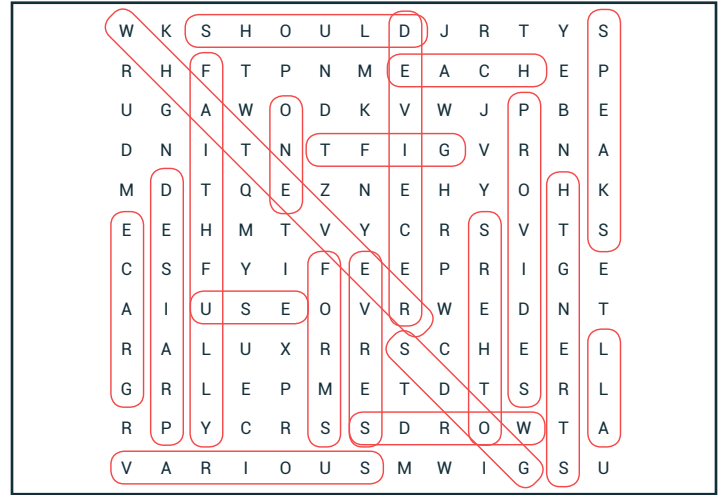 W K S H O U L D J R T Y S
R H F T P N M E A C H E P
U G A W O D K V W J P B E
D N I T N T F I G V R N A
M D T Q E Z N E H Y O H K
E E H M T V Y C R S V T S
C S F Y I F E E P R I G E
A I U S E O V R W E D N T
R A L U X R R S C H E E L
G R L E P M E T D T S R L
R P Y C R S S D R O W T A
V A R I O U S M W I G S U